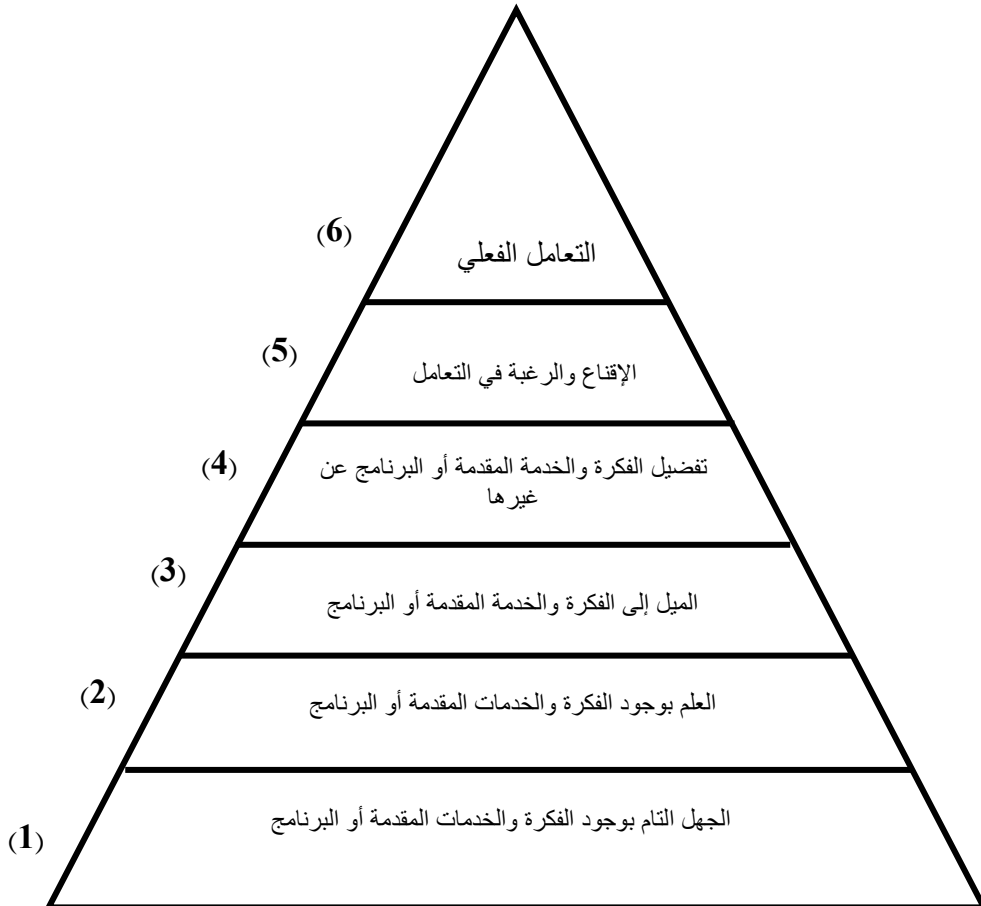 (6)
التعامل الفعلي
(5)
الإقناع والرغبة في التعامل
(4)
تفضيل الفكرة والخدمة المقدمة أو البرنامج عن
غيرها
(3)
الميل إلى الفكرة والخدمة المقدمة أو البرنامج
(2)
العلم بوجود الفكرة والخدمات المقدمة أو البرنامج
(1)
الجهل التام بوجود الفكرة والخدمات المقدمة أو البرنامج